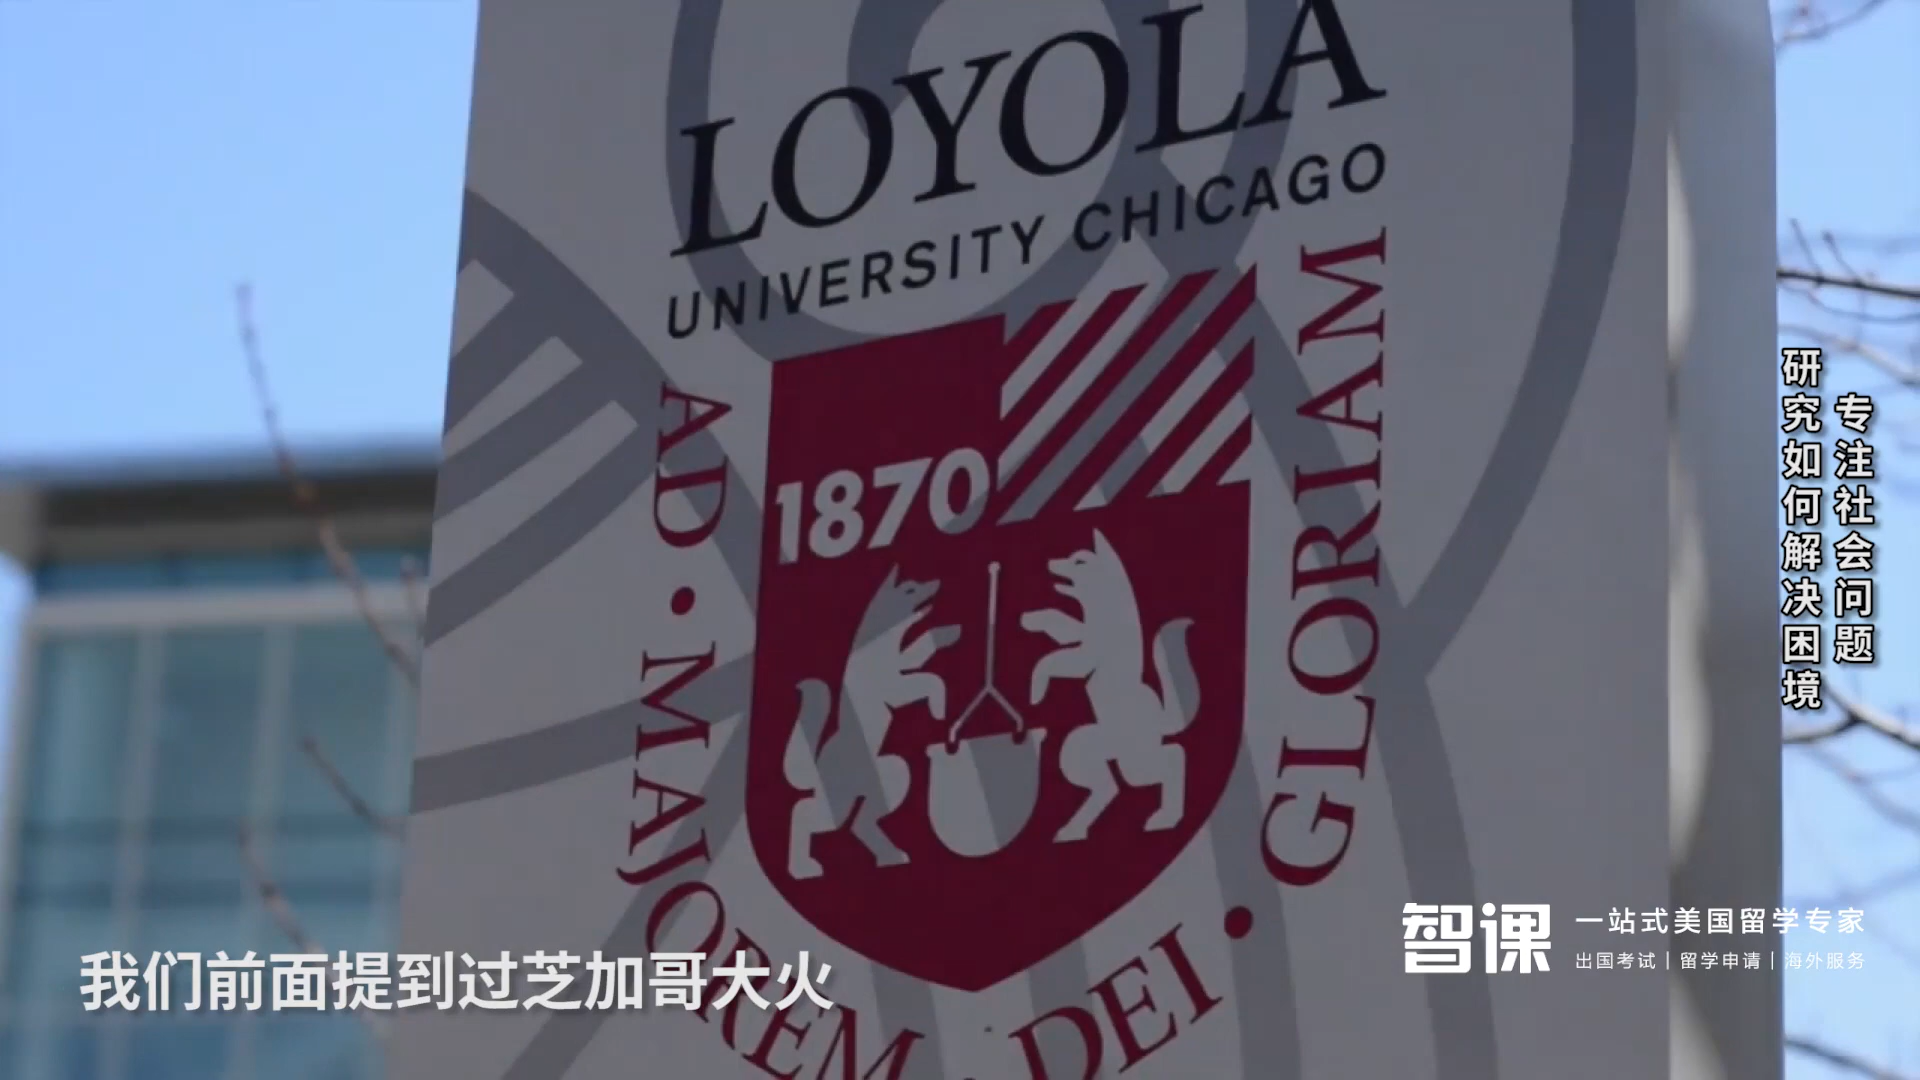 LOYOLA
UNIVERSITY CHICAGO
AD • MAJOREM • DEI • GLORIAM
1870
专注社会问题
研究如何解决困境
智课
一站式美国留学专家
出国考试 | 留学申请 | 海外服务
我们前面提到过芝加哥大火